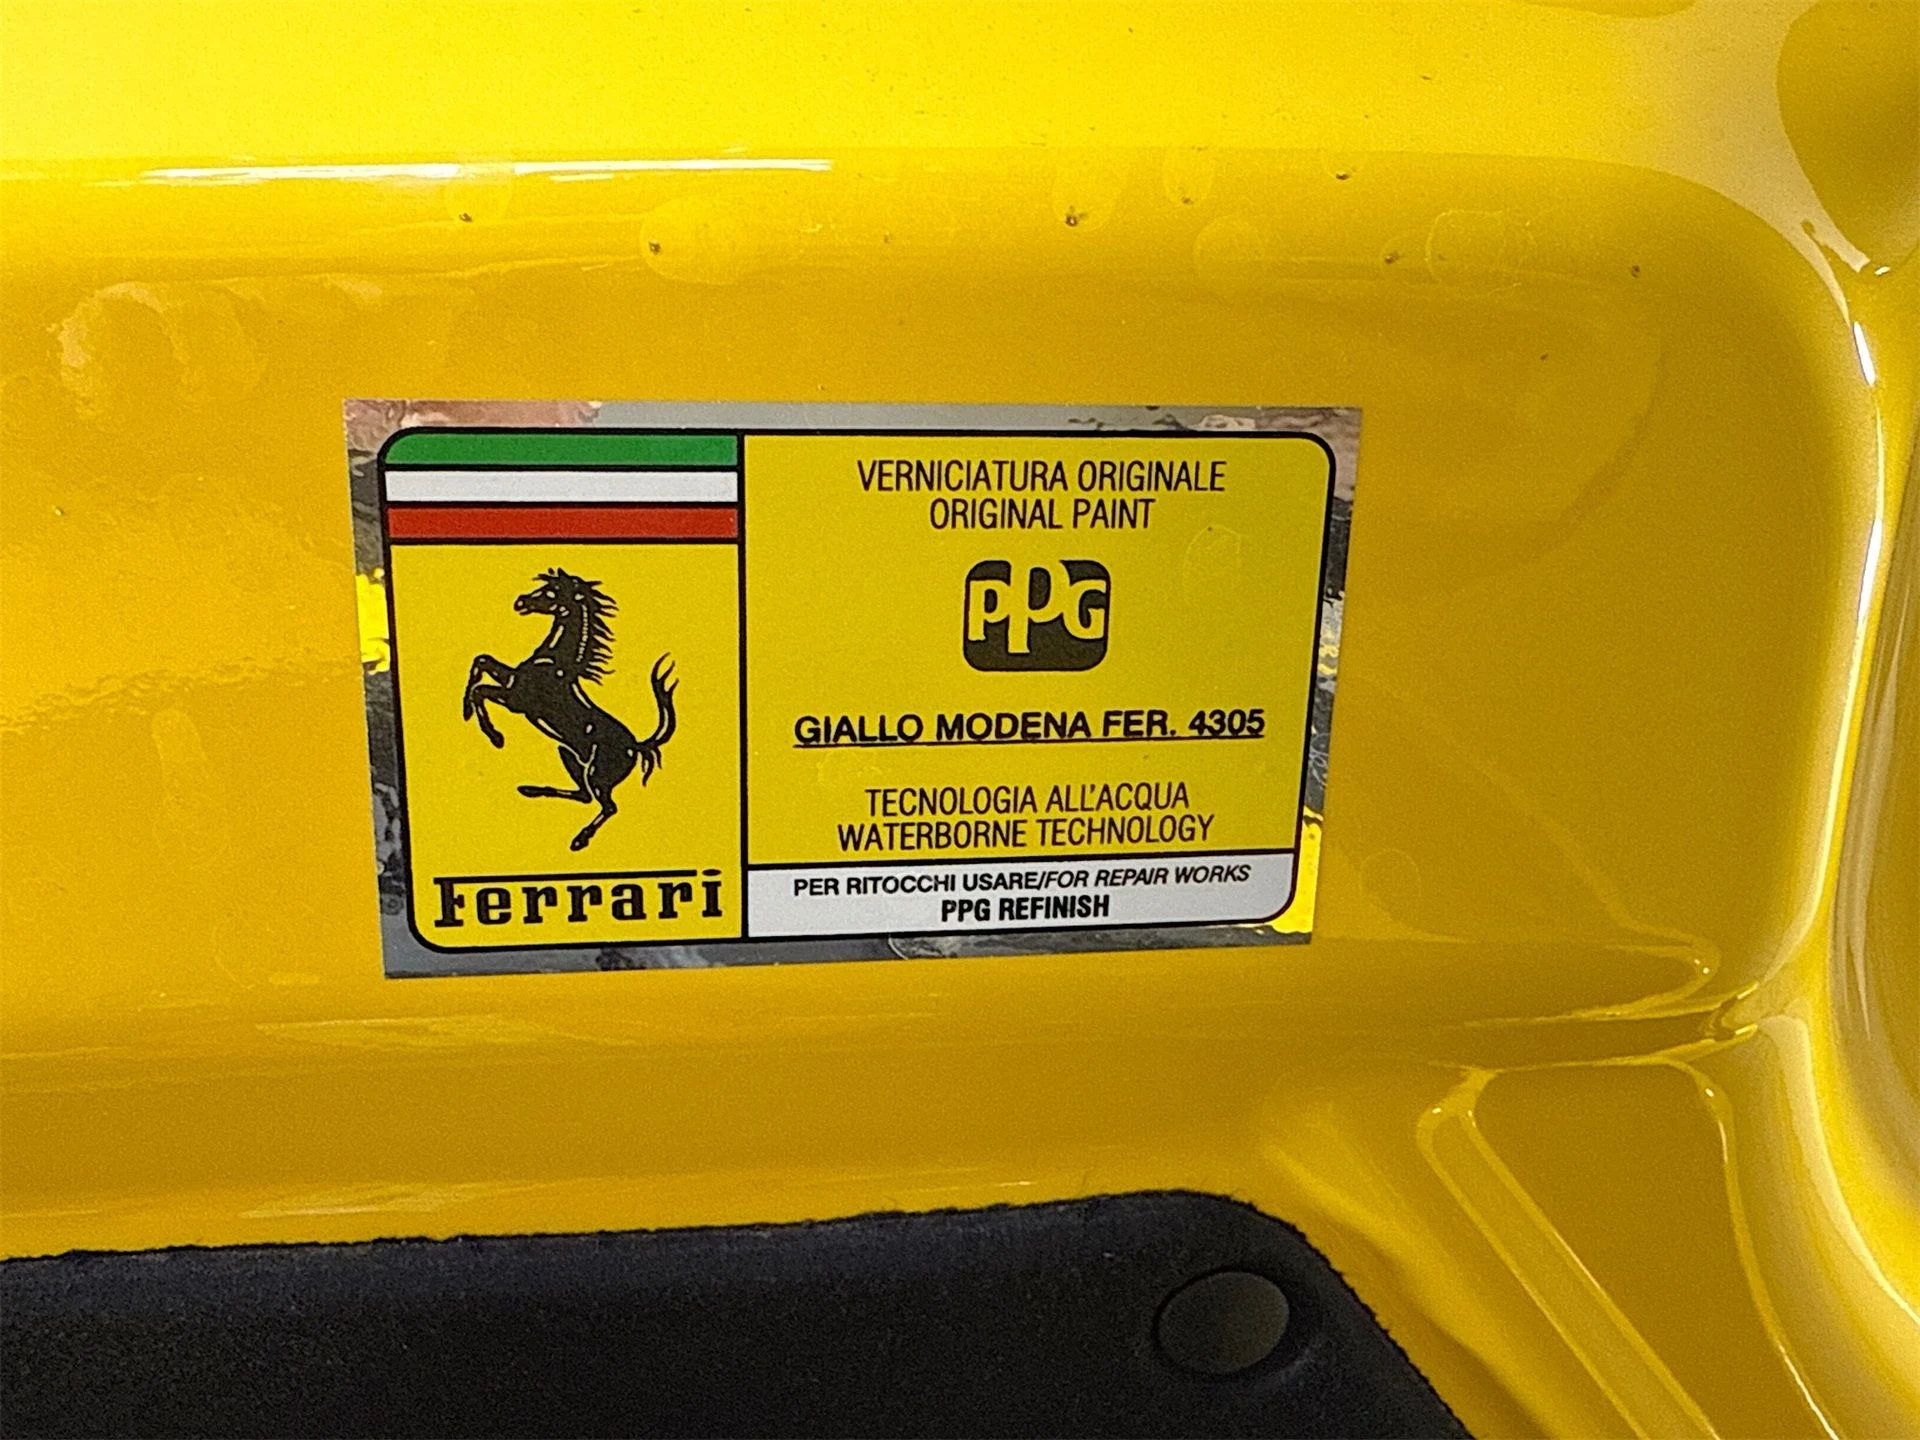 VERNICIATURA ORIGINALE
ORIGINAL PAINT
PPG
GIALLO MODENA FER. 4305
TECNOLOGIA ALL'ACQUA
WATERBORNE TECHNOLOGY
PER RITOCCHI USARE/FOR REPAIR WORKS
PPG REFINISH
Ferrari